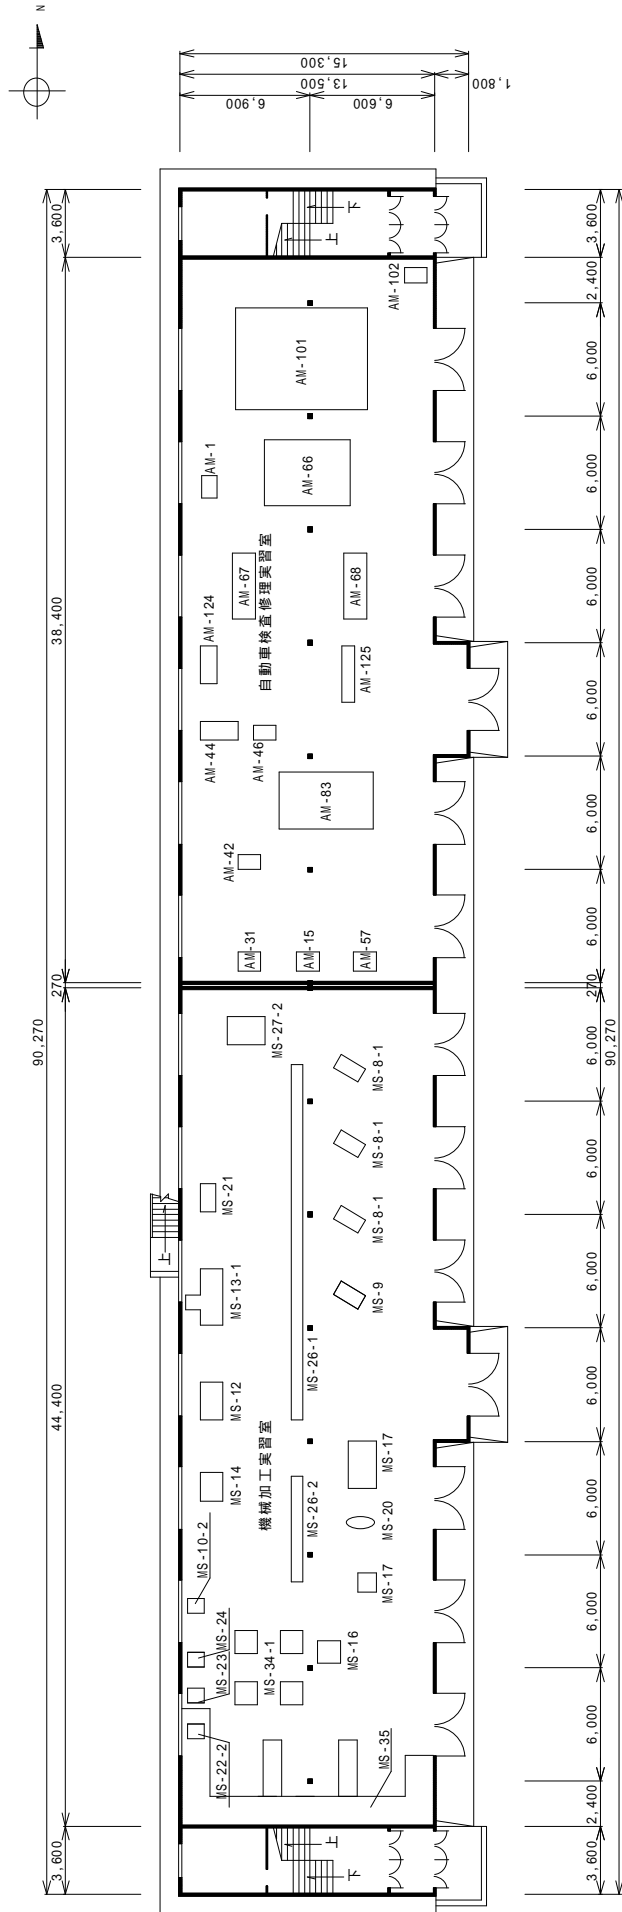 N
15,300
13,500
6,900
6,600
1,800
3,600
38,400
270
44,400
3,600
90,270
上
下
AM-102
AM-101
AM-1
AM-66
AM-67
AM-68
自動車検査修理実習室
AM-124
AM-125
AM-44
AM-46
AM-83
AM-42
AM-31
AM-15
AM-57
MS-27-2
MS-8-1
MS-8-1
MS-8-1
MS-9
MS-21
上
MS-13-1
MS-26-1
MS-12
機械加工実習室
MS-14
MS-26-2
MS-17
MS-20
MS-17
MS-10-2
MS-24
MS-23
MS-34-1
MS-16
MS-22-2
MS-35
上
下
3,600
2,400
6,000
6,000
6,000
6,000
6,000
6,000
270
6,000
6,000
6,000
6,000
6,000
6,000
6,000
2,400
3,600
90,270